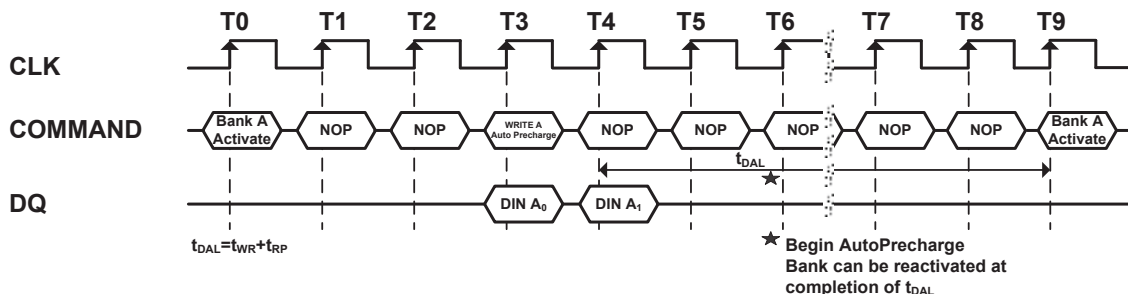 T0 T1 T2 T3 T4 T5 T6 T7 T8 T9
CLK
COMMAND
Bank A Activate NOP NOP WRITE A Auto Precharge NOP NOP NOP NOP NOP Bank A Activate
tDAL
DQ
DIN A0 DIN A1
tDAL=tWR+tRP
★ Begin AutoPrecharge
Bank can be reactivated at
completion of tDAL